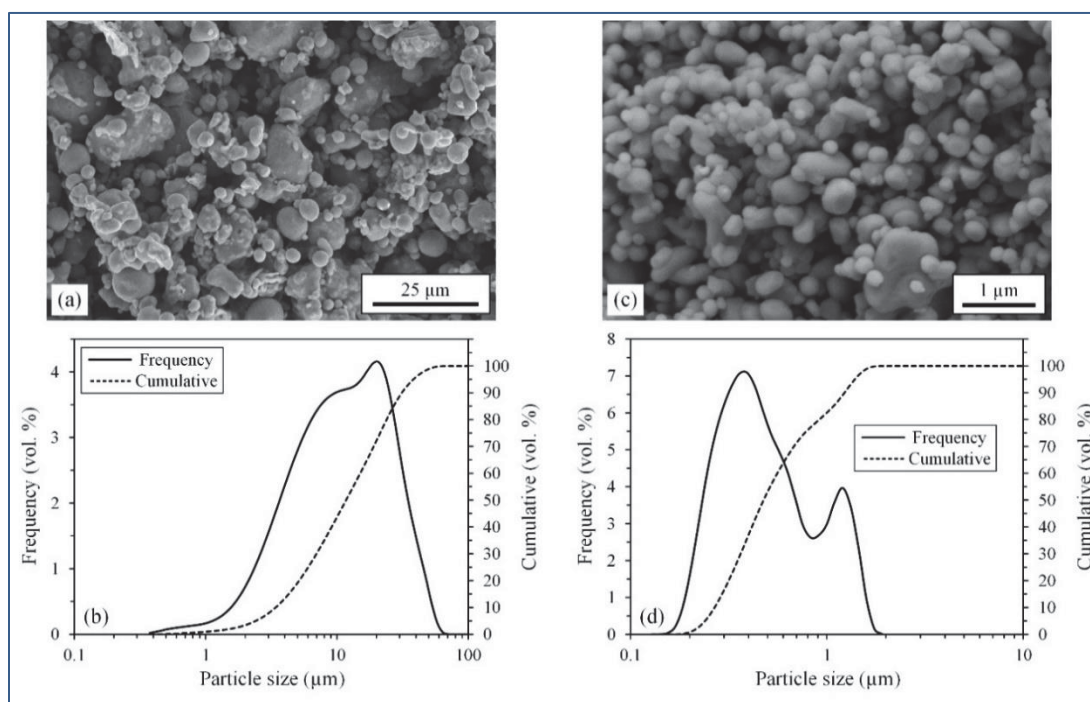 (a)
25 µm
(c)
1 µm
Frequency (vol. %)
4
3
2
1
0
Frequency
Cumulative
(b)
100
90
80
70
60
50
40
30
20
10
0
Cumulative (vol. %)
0.1
1
10
100
Particle size (µm)
Frequency (vol. %)
8
7
6
5
4
3
2
1
0
Frequency
Cumulative
(d)
100
90
80
70
60
50
40
30
20
10
0
Cumulative (vol. %)
0.1
1
10
Particle size (µm)